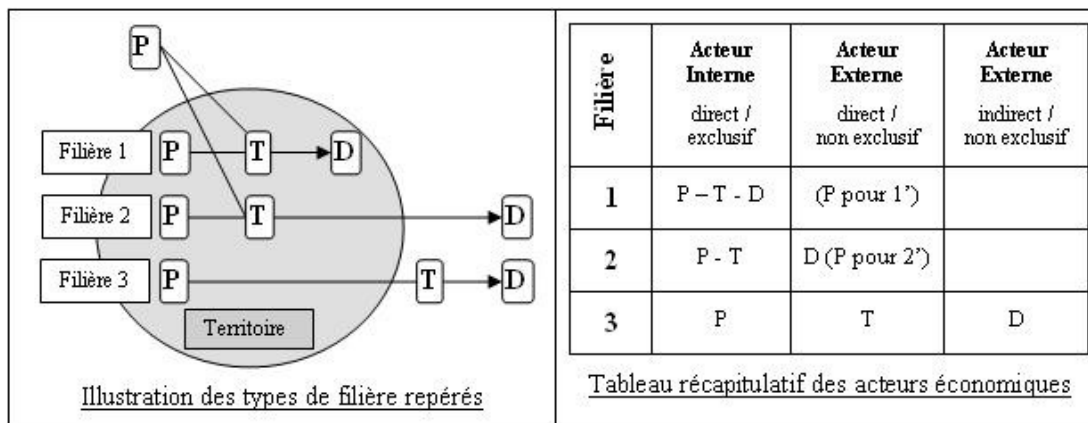 P
Filière 1 P T D
Filière 2 P T D
Filière 3 P T D
Territoire
Illustration des types de filière repérés
Filière
Acteur Interne
direct / exclusif
Acteur Externe
direct / non exclusif
Acteur Externe
indirect / non exclusif
1 P – T - D (P pour 1’)
2 P - T D (P pour 2’)
3 P T D
Tableau récapitulatif des acteurs économiques